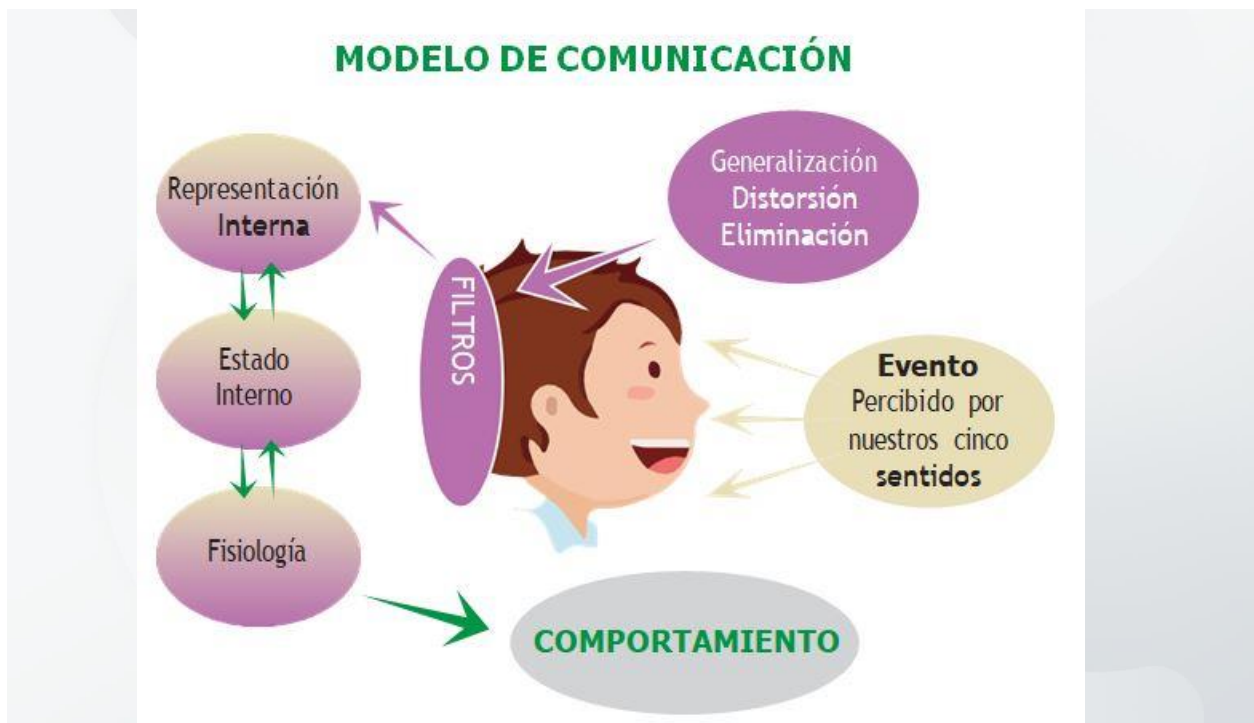 MODELO DE COMUNICACIÓN
Generalización
Distorsión
Eliminación
Representación
Interna
FILTROS
Evento
Percibido por
nuestros cinco
sentidos
Estado
Interno
Fisiología
COMPORTAMIENTO